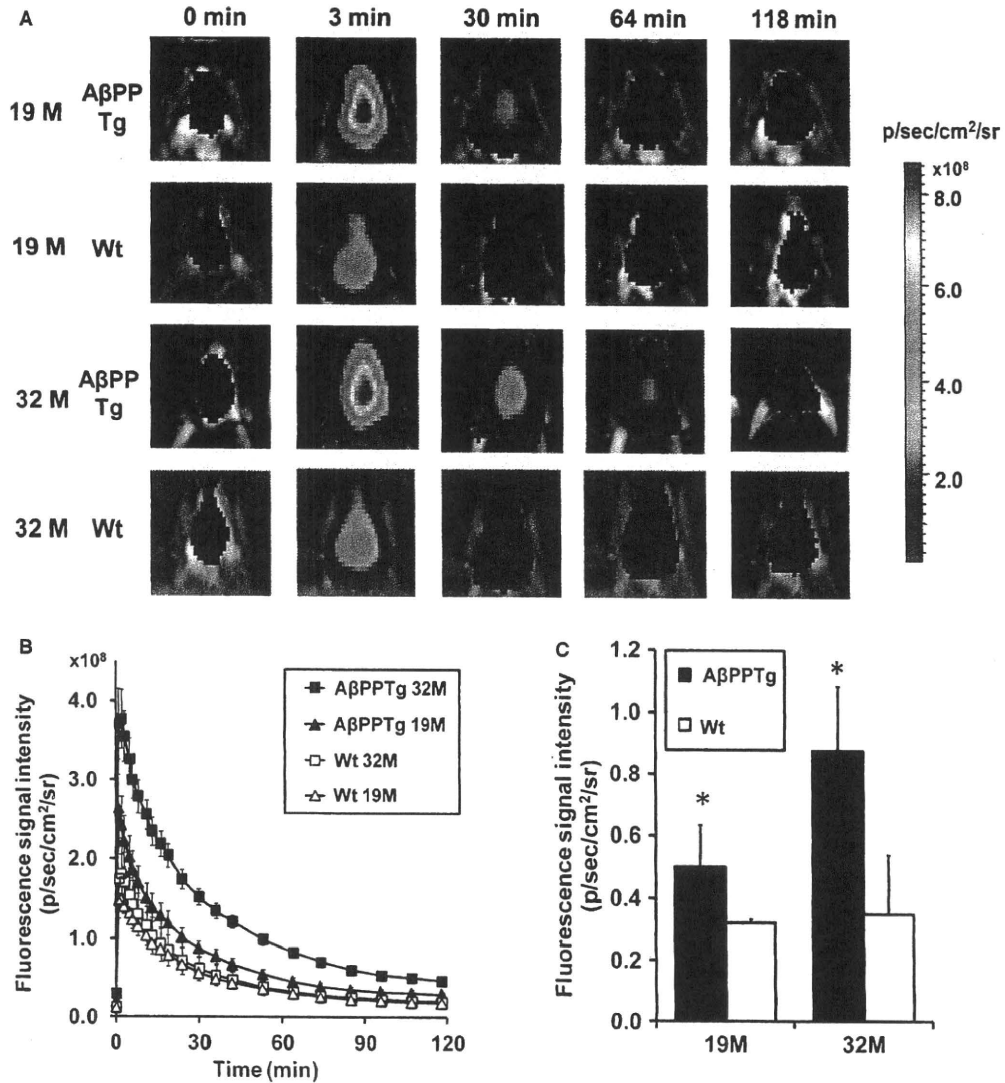 A
0 min 3 min 30 min 64 min 118 min
19 M AβPP Tg
19 M Wt
32 M AβPP Tg
32 M Wt
p/sec/cm²/sr
x10⁸
8.0
6.0
4.0
2.0
B
x10⁸
4.0
3.0
2.0
1.0
0.0
0 30 60 90 120
Time (min)
Fluorescence signal intensity
(p/sec/cm²/sr)
AβPPTg 32M
AβPPTg 19M
Wt 32M
Wt 19M
C
1.2
1.0
0.8
0.6
0.4
0.2
0.0
Fluorescence signal intensity
(p/sec/cm²/sr)
AβPPTg
Wt
*
*
19M 32M